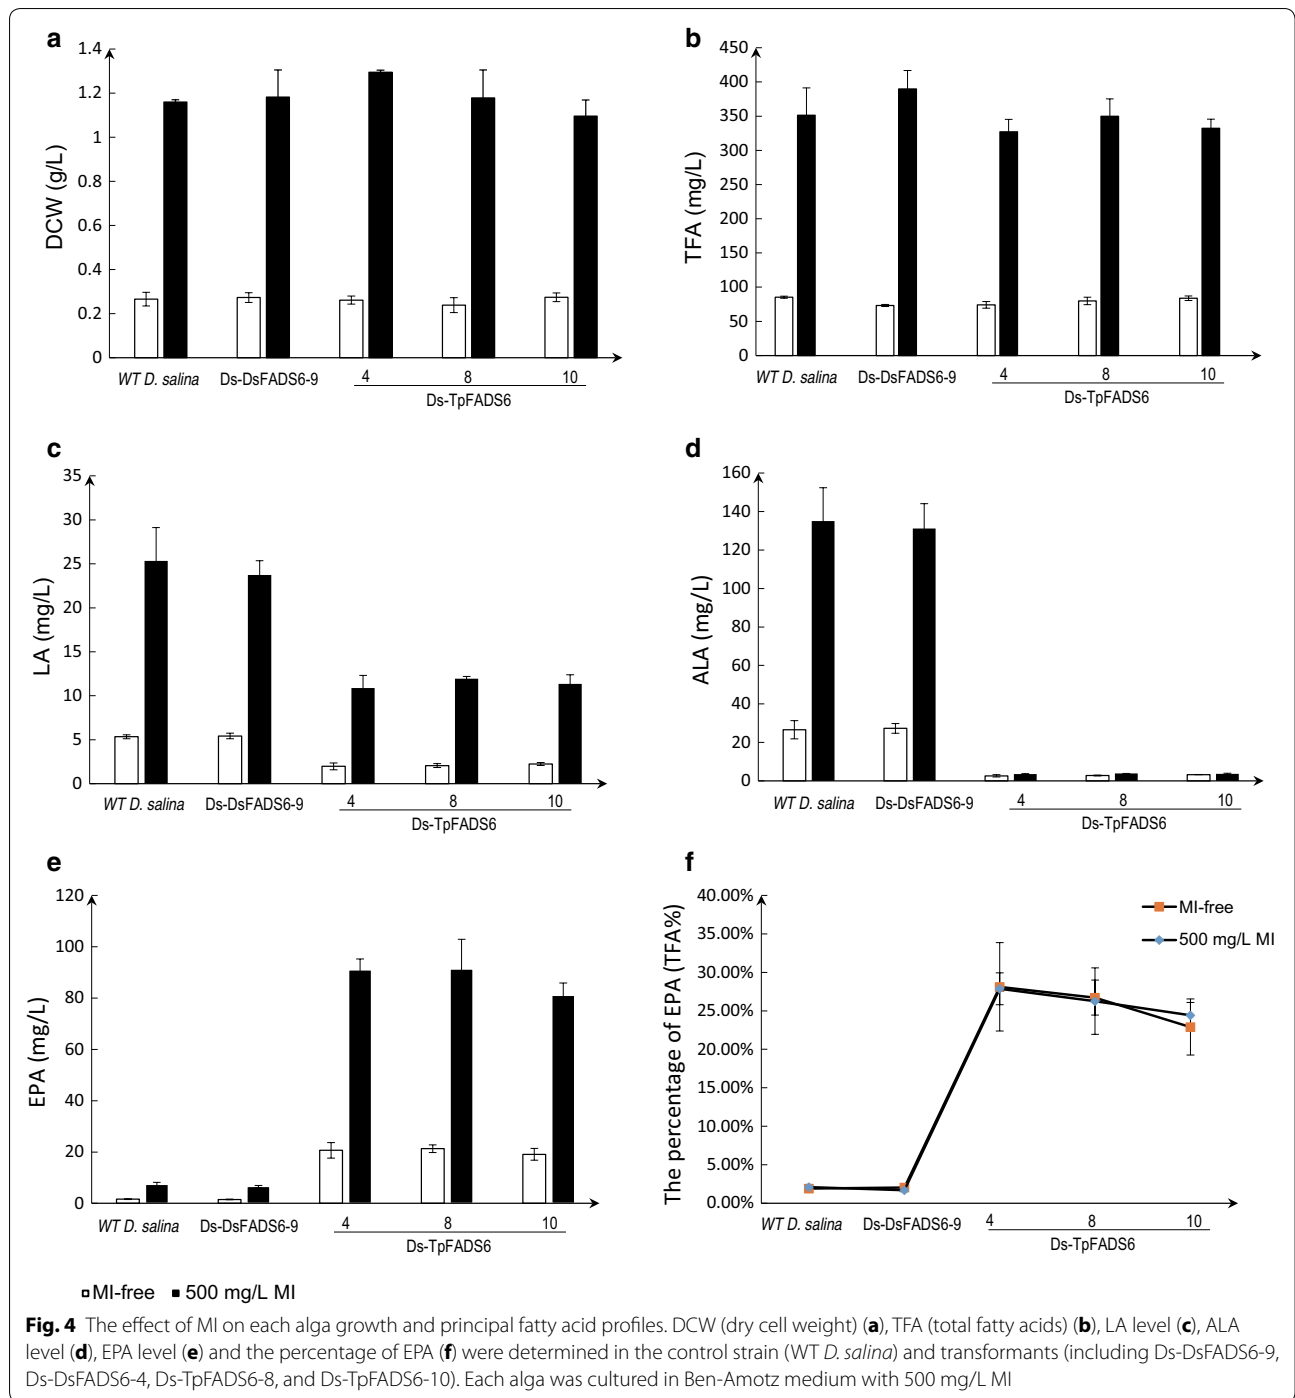 a
1.4
1.2
1
0.8
0.6
0.4
0.2
0
DCW (g/L)
WT D. salina
Ds-DsFADS6-9
4
8
10
Ds-TpFADS6
b
450
400
350
300
250
200
150
100
50
0
TFA (mg/L)
WT D. salina
Ds-DsFADS6-9
4
8
10
Ds-TpFADS6
c
35
30
25
20
15
10
5
0
LA (mg/L)
WT D. salina
Ds-DsFADS6-9
4
8
10
Ds-TpFADS6
d
160
140
120
100
80
60
40
20
0
ALA (mg/L)
WT D. salina
Ds-DsFADS6-9
4
8
10
Ds-TpFADS6
e
120
100
80
60
40
20
0
EPA (mg/L)
WT D. salina
Ds-DsFADS6-9
4
8
10
Ds-TpFADS6
f
40.00%
35.00%
30.00%
25.00%
20.00%
15.00%
10.00%
5.00%
0.00%
The percentage of EPA (TFA%)
MI-free
500 mg/L MI
WT D. salina
Ds-DsFADS6-9
4
8
10
Ds-TpFADS6
MI-free 500 mg/L MI
Fig. 4 The effect of MI on each alga growth and principal fatty acid profiles. DCW (dry cell weight) (a), TFA (total fatty acids) (b), LA level (c), ALA
level (d), EPA level (e) and the percentage of EPA (f) were determined in the control strain (WT D. salina) and transformants (including Ds-DsFADS6-9,
Ds-DsFADS6-4, Ds-TpFADS6-8, and Ds-TpFADS6-10). Each alga was cultured in Ben-Amotz medium with 500 mg/L MI